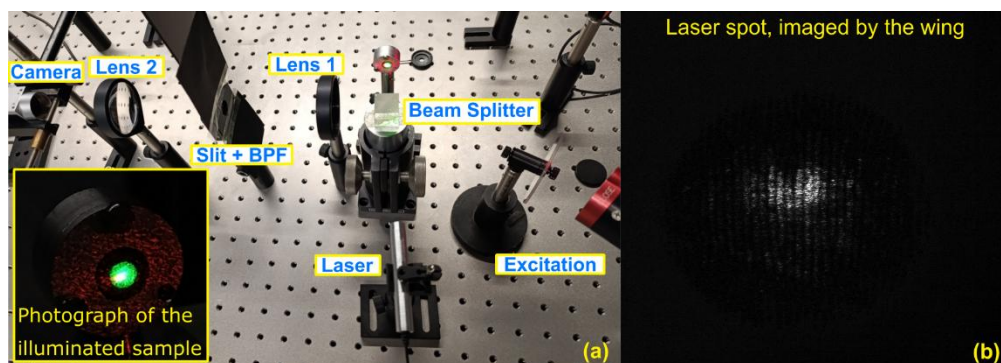 Camera
Lens 2
Lens 1
Beam Splitter
Slit + BPF
Laser
Excitation
Photograph of the
illuminated sample
(a)
Laser spot, imaged by the wing
(b)